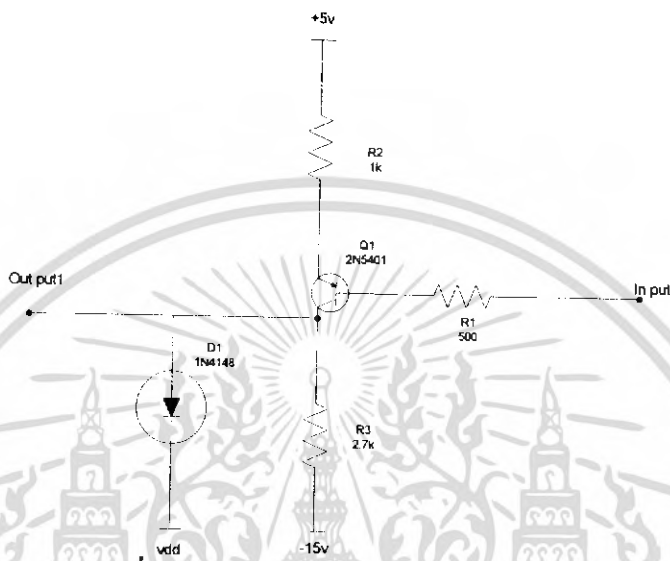 +5v
R2
1k
Q1
2N5401
Out put1
In put
R1
500
D1
1N4148
R3
2.7k
vdd
-15v